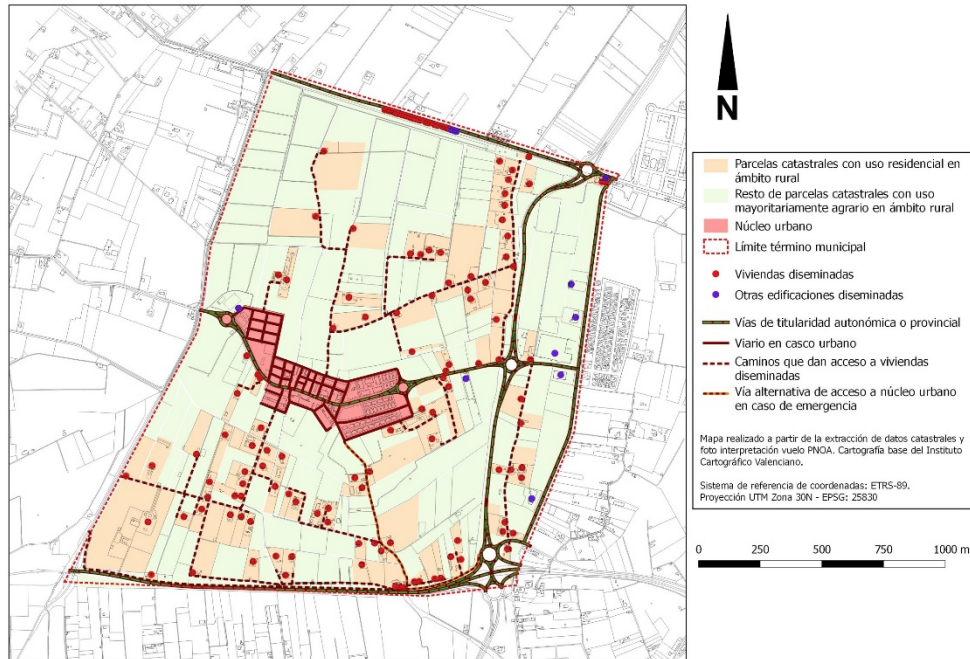 N
Parcelas catastrales con uso residencial en
ámbito rural
Resto de parcelas catastrales con uso
mayoritariamente agrario en ámbito rural
Núcleo urbano
Límite término municipal
Viviendas diseminadas
Otras edificaciones diseminadas
Vías de titularidad autonómica o provincial
Viario en casco urbano
Caminos que dan acceso a viviendas
diseminadas
Vía alternativa de acceso a núcleo urbano
en caso de emergencia
Mapa realizado a partir de la extracción de datos catastrales y
foto interpretación vuelo PNOA. Cartografía base del Instituto
Cartográfico Valenciano.
Sistema de referencia de coordenadas: ETRS-89.
Proyección UTM Zona 30N - EPSG: 25830
0 250 500 750 1000 m